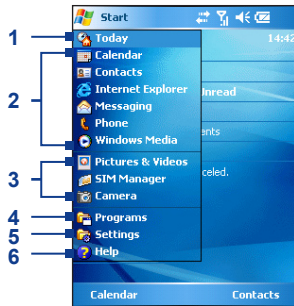 Start
1 Today 14:42
Calendar
Contacts
2 Internet Explorer Unread
Messaging
Phone ents
Windows Media
3 Pictures & Videos celed.
SIM Manager
Camera
4 Programs
5 Settings
6 Help
Calendar Contacts